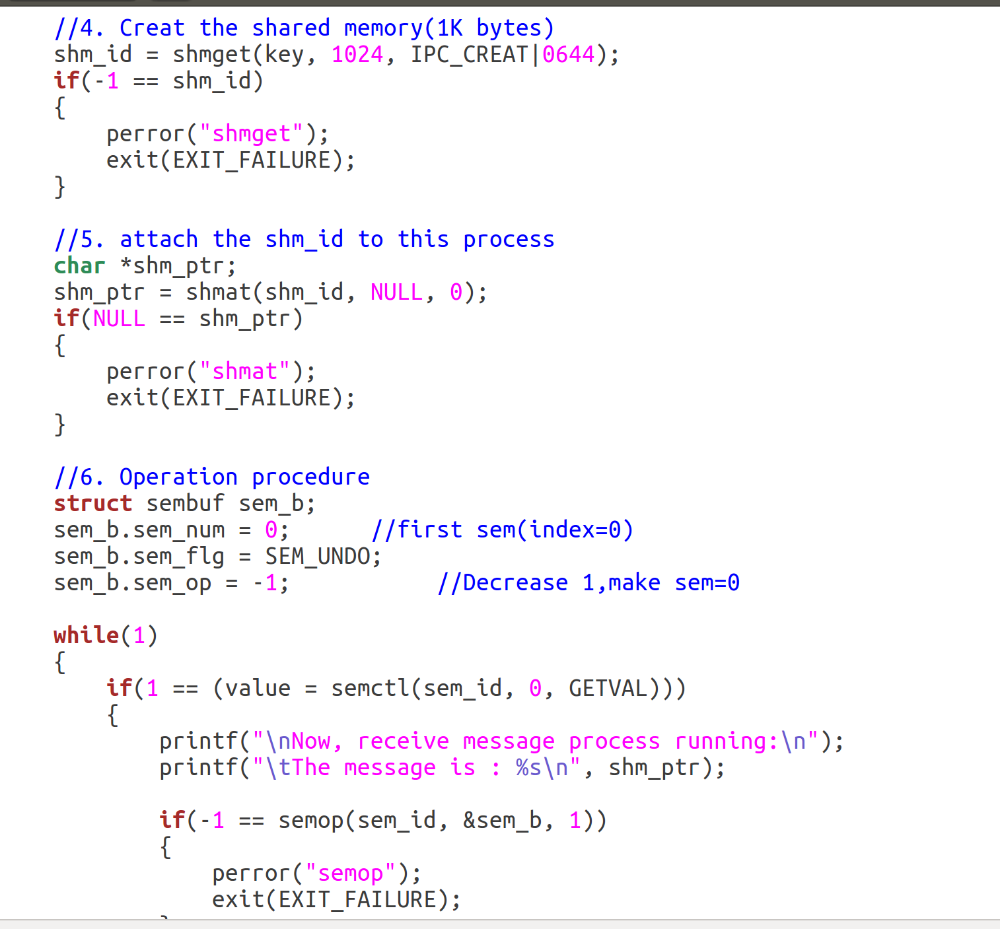 //4. Creat the shared memory(1K bytes)
shm_id = shmget(key, 1024, IPC_CREAT|0644);
if(-1 == shm_id)
{
    perror("shmget");
    exit(EXIT_FAILURE);
}

//5. attach the shm_id to this process
char *shm_ptr;
shm_ptr = shmat(shm_id, NULL, 0);
if(NULL == shm_ptr)
{
    perror("shmat");
    exit(EXIT_FAILURE);
}

//6. Operation procedure
struct sembuf sem_b;
sem_b.sem_num = 0;      //first sem(index=0)
sem_b.sem_flg = SEM_UNDO;
sem_b.sem_op = -1;           //Decrease 1,make sem=0

while(1)
{
    if(1 == (value = semctl(sem_id, 0, GETVAL)))
    {
        printf("\nNow, receive message process running:\n");
        printf("\tThe message is : %s\n", shm_ptr);

        if(-1 == semop(sem_id, &sem_b, 1))
        {
            perror("semop");
            exit(EXIT_FAILURE);